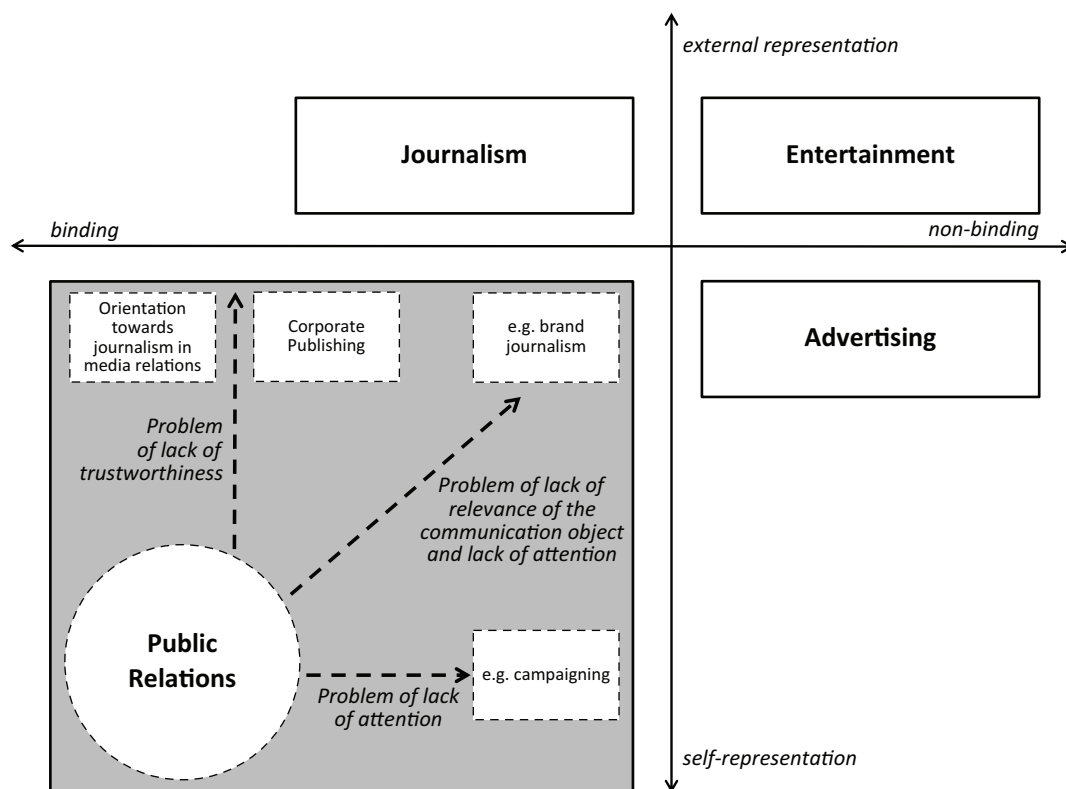 external representation
Journalism
Entertainment
binding
non-binding
Orientation
towards
journalism in
media relations
Corporate
Publishing
e.g. brand
journalism
Advertising
Problem
of lack of
trustworthiness
Problem of lack of
relevance of the
communication object
and lack of attention
Public
Relations
e.g. campaigning
Problem of lack
of attention
self-representation